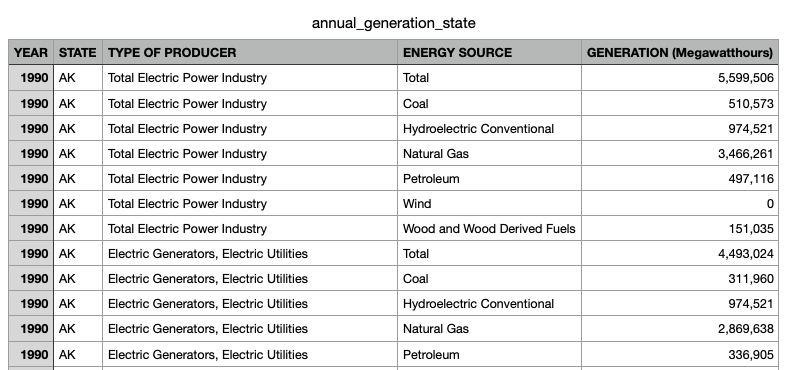 annual_generation_state
YEAR STATE TYPE OF PRODUCER ENERGY SOURCE GENERATION (Megawatthours)
1990 AK Total Electric Power Industry Total 5,599,506
1990 AK Total Electric Power Industry Coal 510,573
1990 AK Total Electric Power Industry Hydroelectric Conventional 974,521
1990 AK Total Electric Power Industry Natural Gas 3,466,261
1990 AK Total Electric Power Industry Petroleum 497,116
1990 AK Total Electric Power Industry Wind 0
1990 AK Total Electric Power Industry Wood and Wood Derived Fuels 151,035
1990 AK Electric Generators, Electric Utilities Total 4,493,024
1990 AK Electric Generators, Electric Utilities Coal 311,960
1990 AK Electric Generators, Electric Utilities Hydroelectric Conventional 974,521
1990 AK Electric Generators, Electric Utilities Natural Gas 2,869,638
1990 AK Electric Generators, Electric Utilities Petroleum 336,905